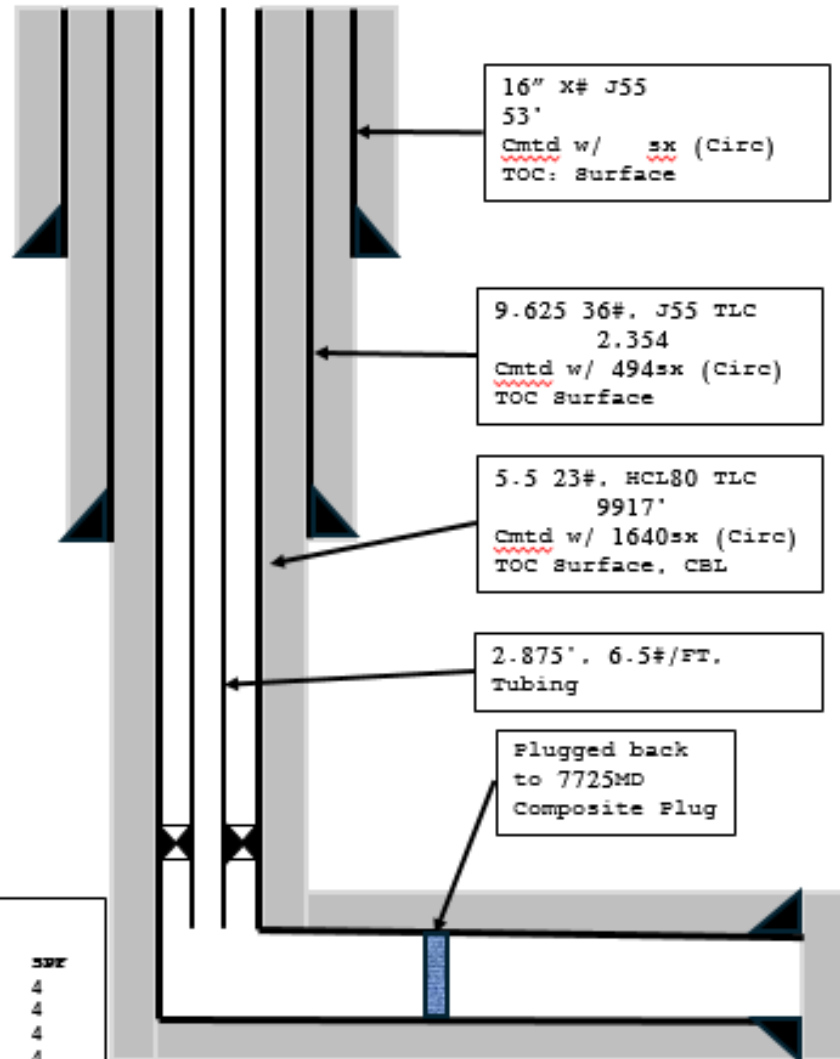 16" X# J55
53'
Cmtd w/ sx (Circ)
TOC: Surface
9.625 36#, J55 TLC
2,354
Cmtd w/ 494sx (Circ)
TOC Surface
5.5 23#, HCL80 TLC
9917'
Cmtd w/ 1640sx (Circ)
TOC Surface, CBL
2.875', 6.5#/FT,
Tubing
Plugged back
to 7725MD
Composite Plug
SPF
4
4
4
4